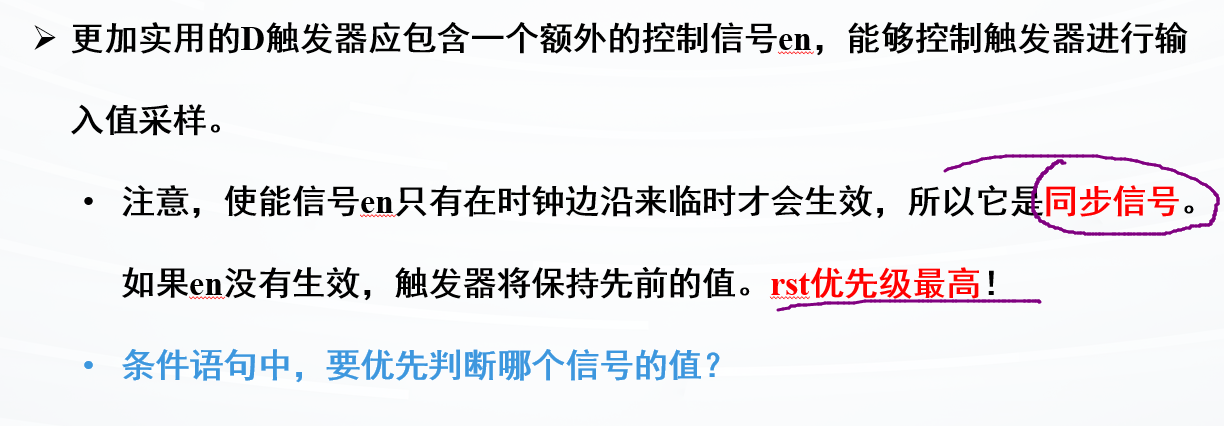 ➢ 更加实用的D触发器应包含一个额外的控制信号en，能够控制触发器进行输
入值采样。
• 注意，使能信号en只有在时钟边沿来临时才会生效，所以它是同步信号。
如果en没有生效，触发器将保持先前的值。rst优先级最高！
• 条件语句中，要优先判断哪个信号的值？